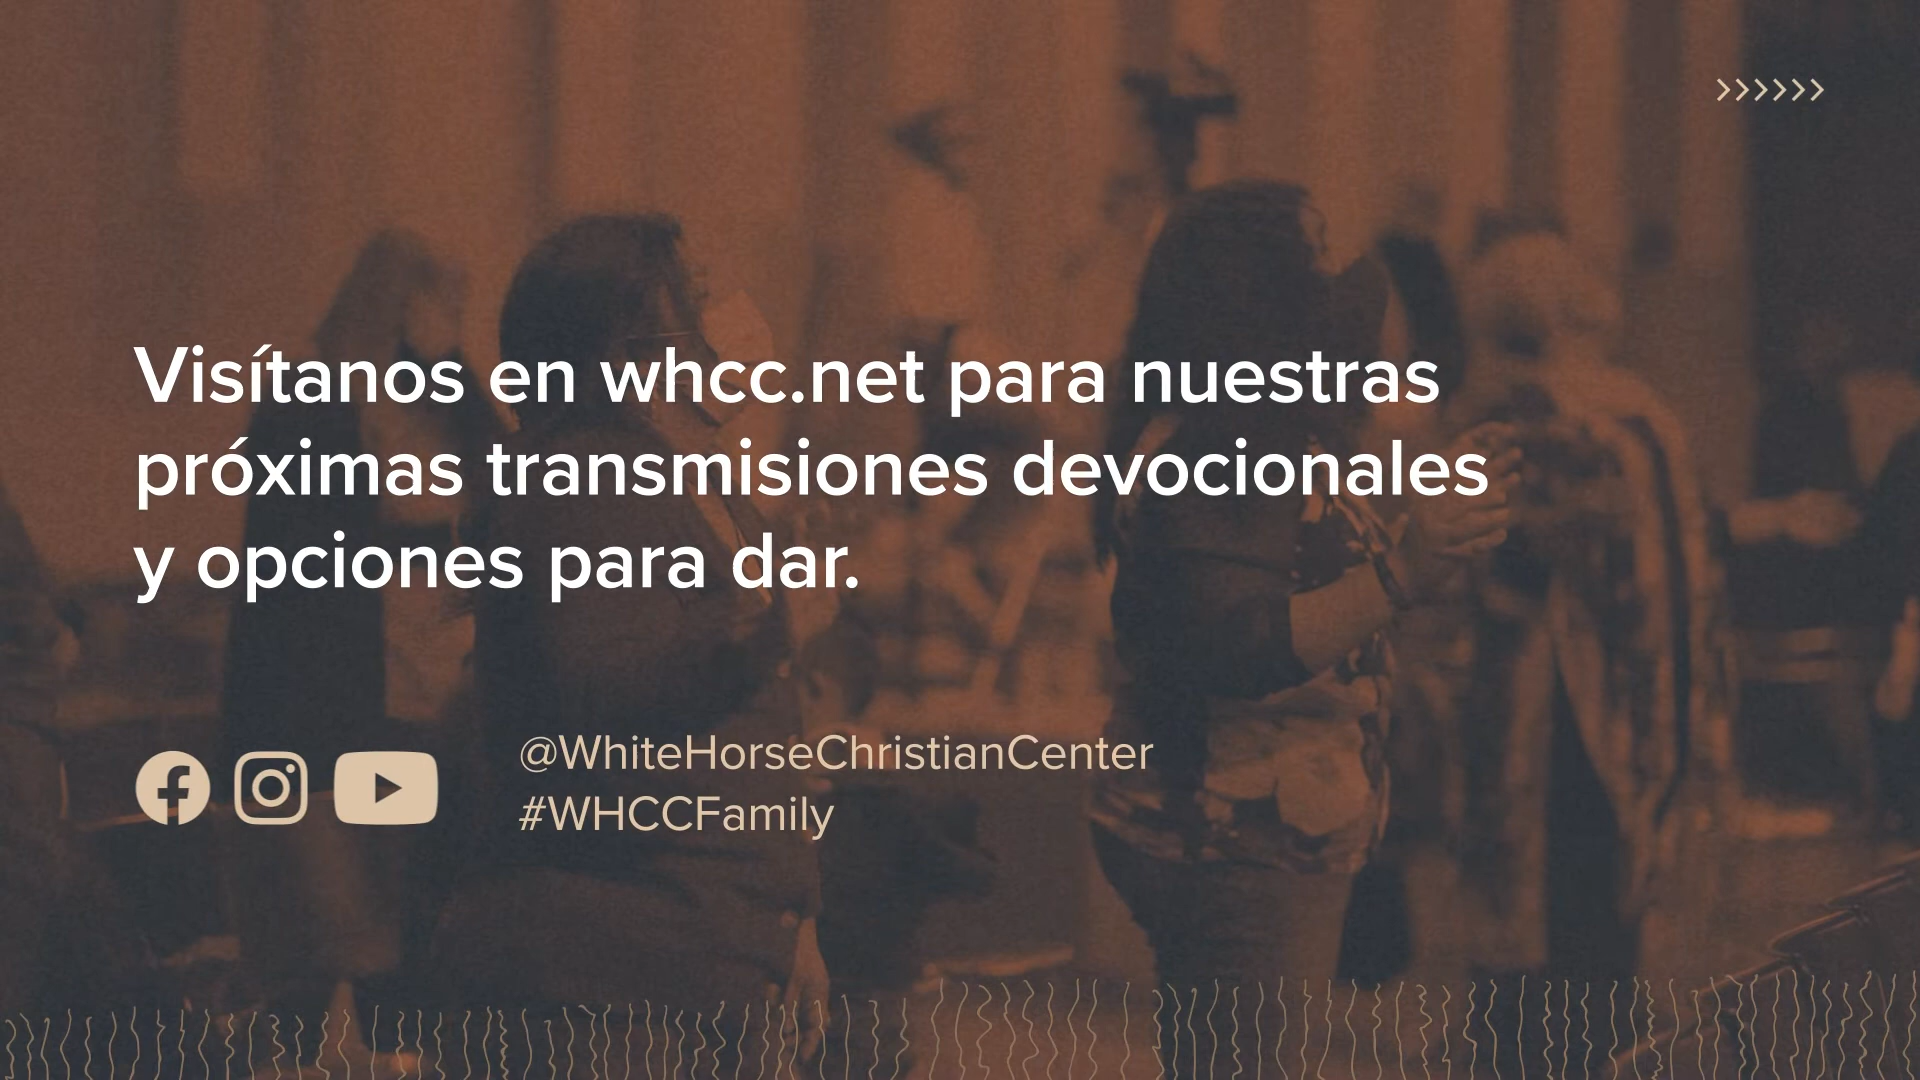 Visítanos en whcc.net para nuestras
próximas transmisiones devocionales
y opciones para dar.
@WhiteHorseChristianCenter
#WHCCFamily